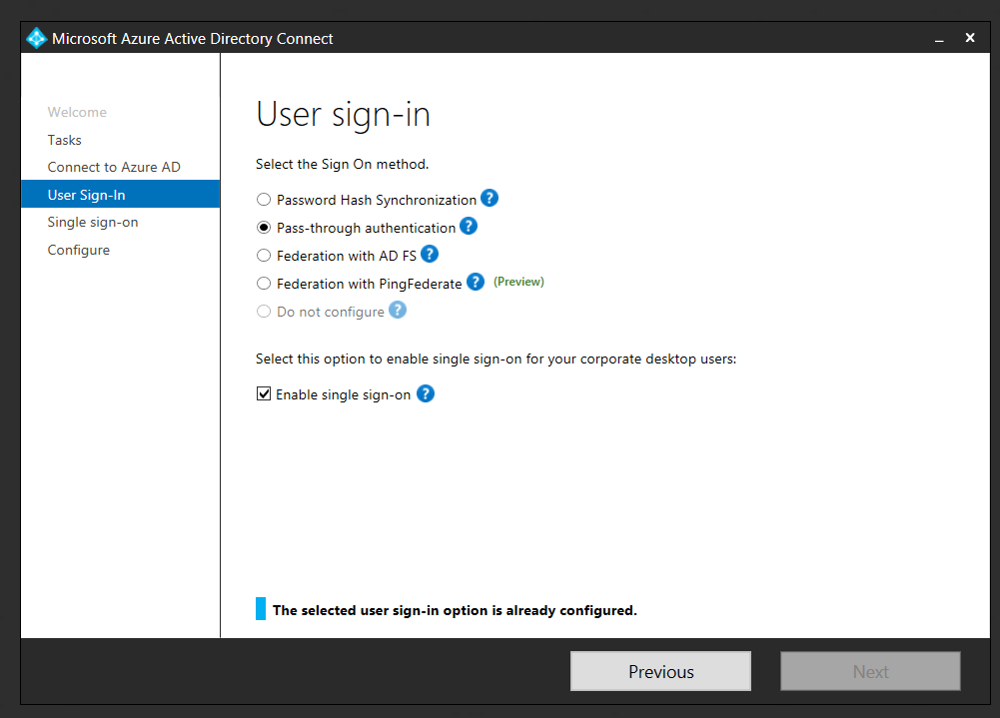 Microsoft Azure Active Directory Connect
Welcome
Tasks
Connect to Azure AD
User Sign-In
Single sign-on
Configure
User sign-in
Select the Sign On method.
Password Hash Synchronization ?
Pass-through authentication ?
Federation with AD FS ?
Federation with PingFederate ? (Preview)
Do not configure ?
Select this option to enable single sign-on for your corporate desktop users:
Enable single sign-on ?
The selected user sign-in option is already configured.
Previous
Next